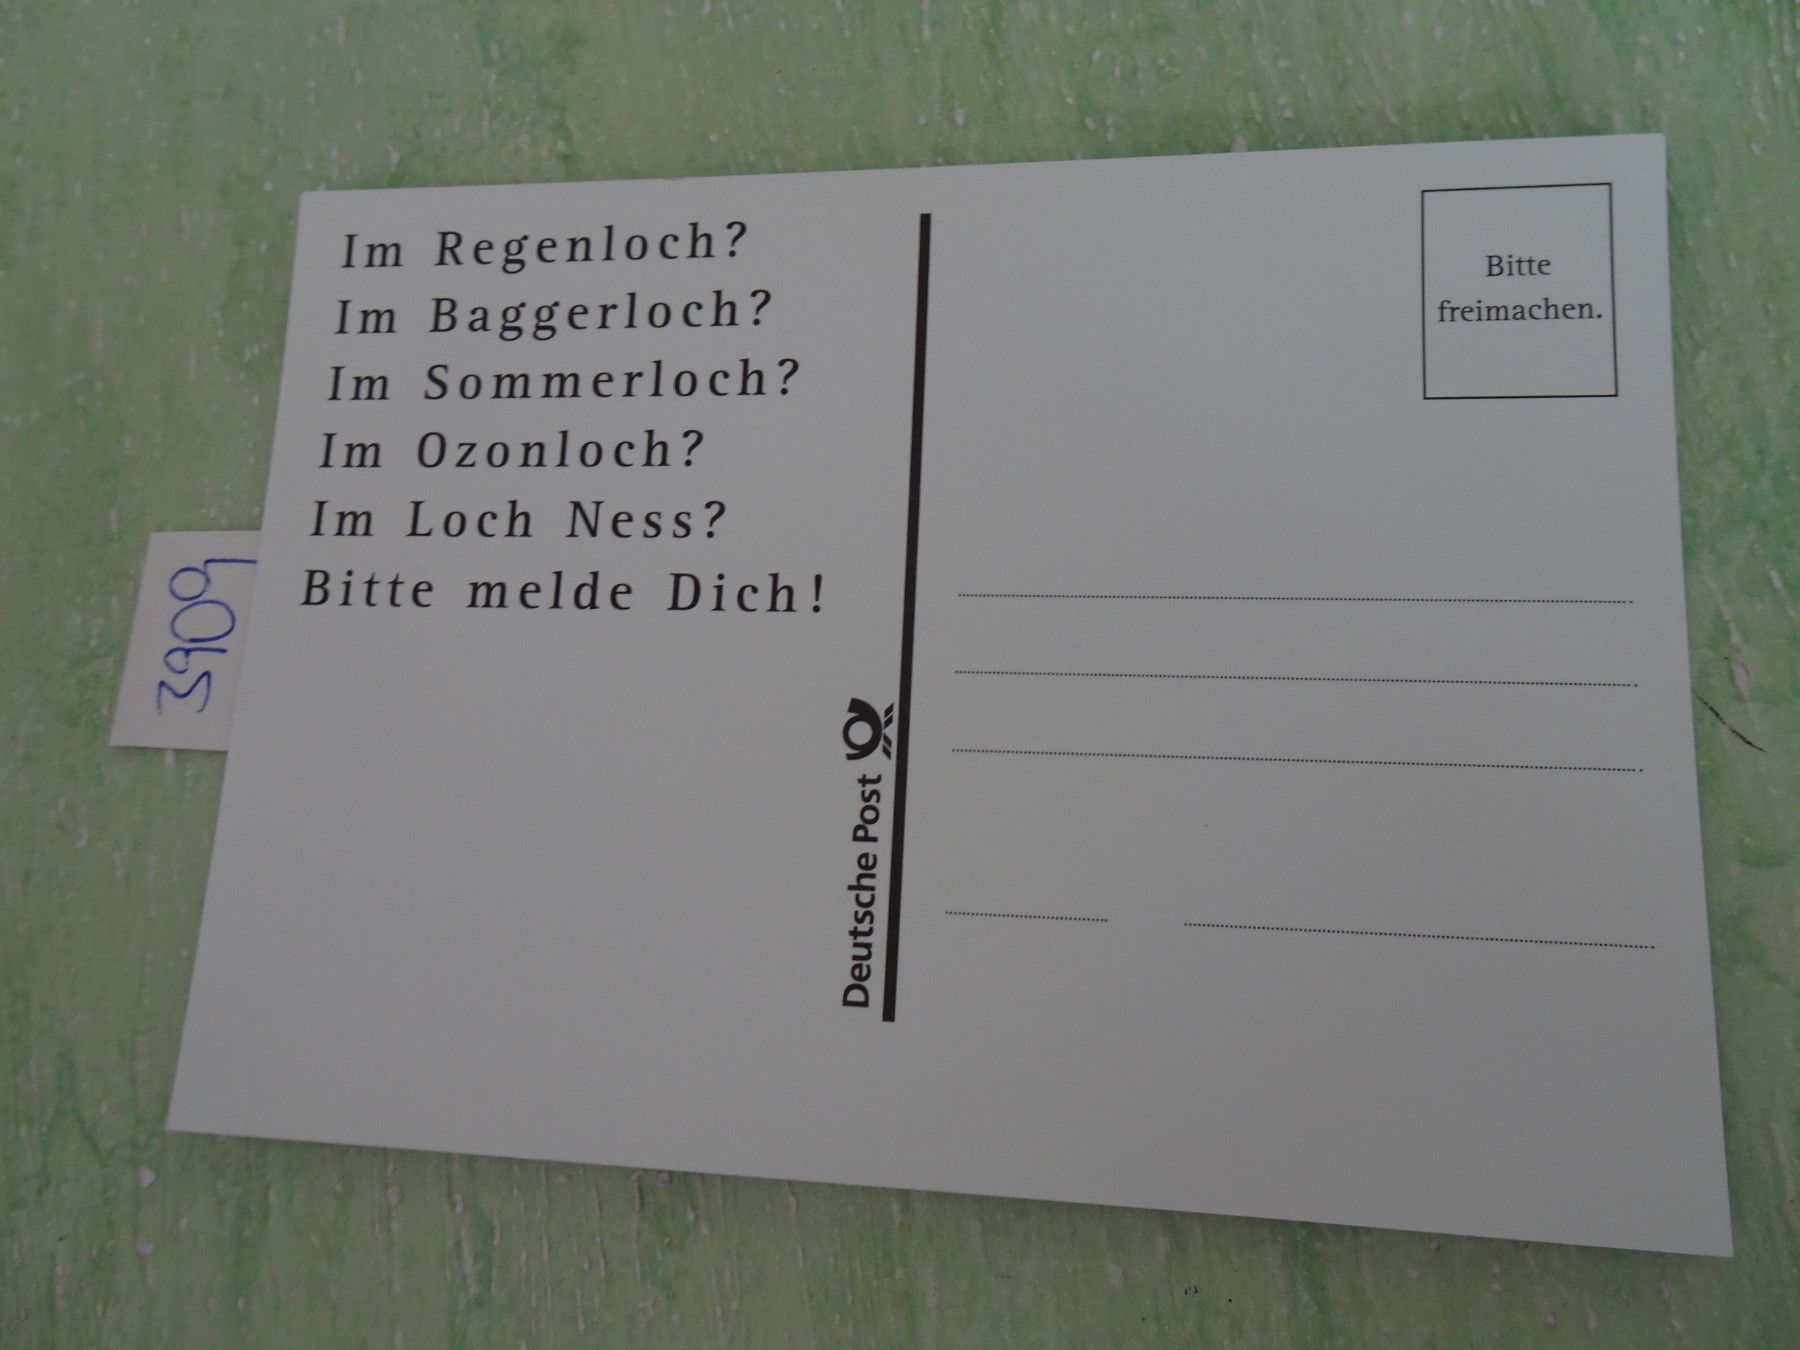 Im Regenloch?
Im Baggerloch?
Im Sommerloch?
Im Ozonloch?
Im Loch Ness?
Bitte melde Dich!
Deutsche Post
Bitte
freimachen.
3909